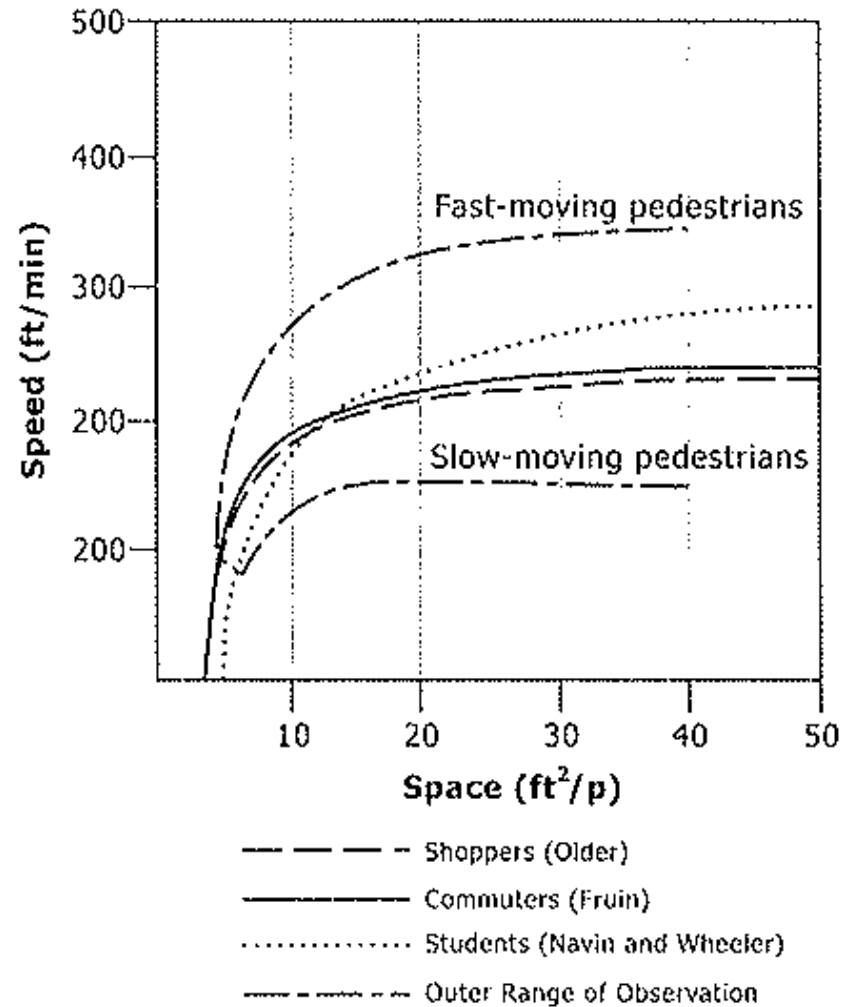 500
400
300
200
200
Speed (ft/min)
Fast-moving pedestrians
Slow-moving pedestrians
10
20
30
40
50
Space (ft²/p)
Shoppers (Older)
Commuters (Fruin)
Students (Navin and Wheeler)
Outer Range of Observation